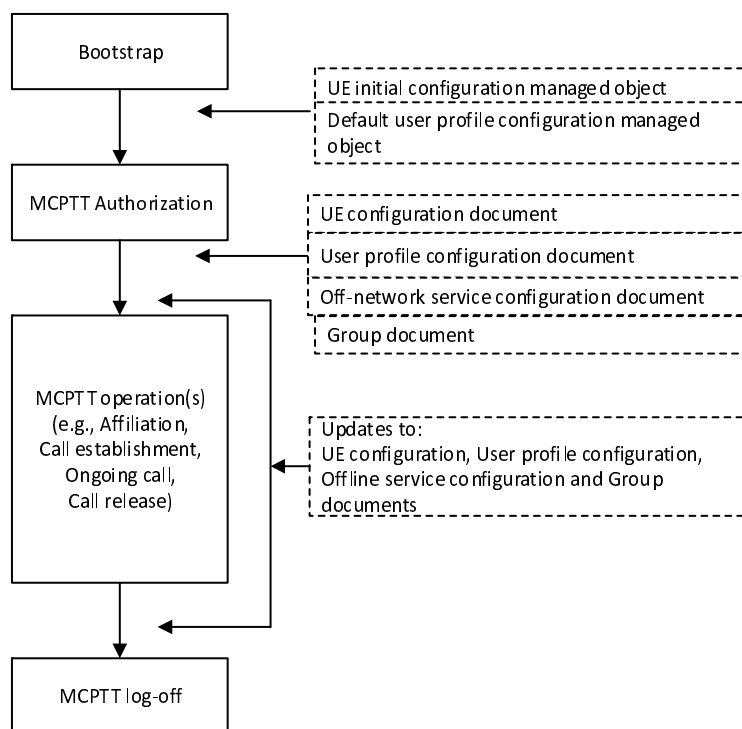 Bootstrap
UE initial configuration managed object
Default user profile configuration managed
object
MCPTT Authorization
UE configuration document
User profile configuration document
Off-network service configuration document
Group document
MCPTT operation(s)
(e.g., Affiliation,
Call establishment,
Ongoing call,
Call release)
Updates to:
UE configuration, User profile configuration,
Offline service configuration and Group
documents
MCPTT log-off